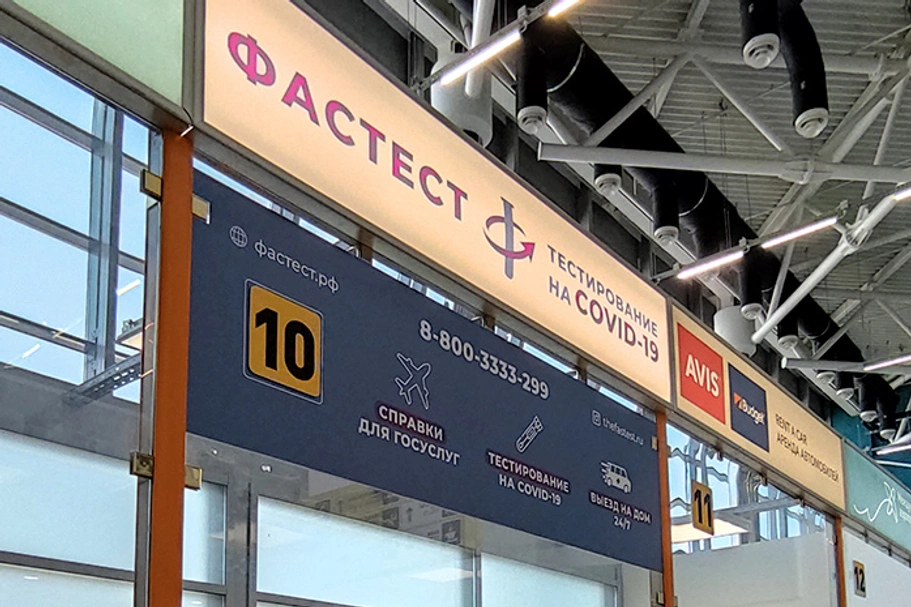 ФАСТЕСТ
ТЕСТИРОВАНИЕ
НА COVID-19
фастест.рф
10
8-800-3333-299
СПРАВКИ
ДЛЯ ГОСУСЛУГ
ТЕСТИРОВАНИЕ
НА COVID-19
thefastest.ru
ВЫЕЗД НА ДОМ
24/7
AVIS
Budget
RENT A CAR
АРЕНДА АВТОМОБИЛЕЙ
11
12